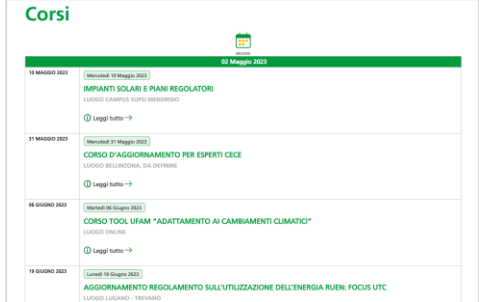 Corsi
ARCHIVIO
02 Maggio 2023
10 MAGGIO 2023
Mercoledì 10 Maggio 2023
IMPIANTI SOLARI E PIANI REGOLATORI
LUOGO CAMPUS SUPSI MENDRISIO
Leggi tutto →
31 MAGGIO 2023
Mercoledì 31 Maggio 2023
CORSO D'AGGIORNAMENTO PER ESPERTI CECE
LUOGO BELLINZONA, DA DEFINIRE
Leggi tutto →
06 GIUGNO 2023
Martedì 06 Giugno 2023
CORSO TOOL UFAM "ADATTAMENTO AI CAMBIAMENTI CLIMATICI"
LUOGO ONLINE
Leggi tutto →
19 GIUGNO 2023
Lunedì 19 Giugno 2023
AGGIORNAMENTO REGOLAMENTO SULL'UTILIZZAZIONE DELL'ENERGIA RUEN: FOCUS UTC
LUOGO LUGANO - TREVANO